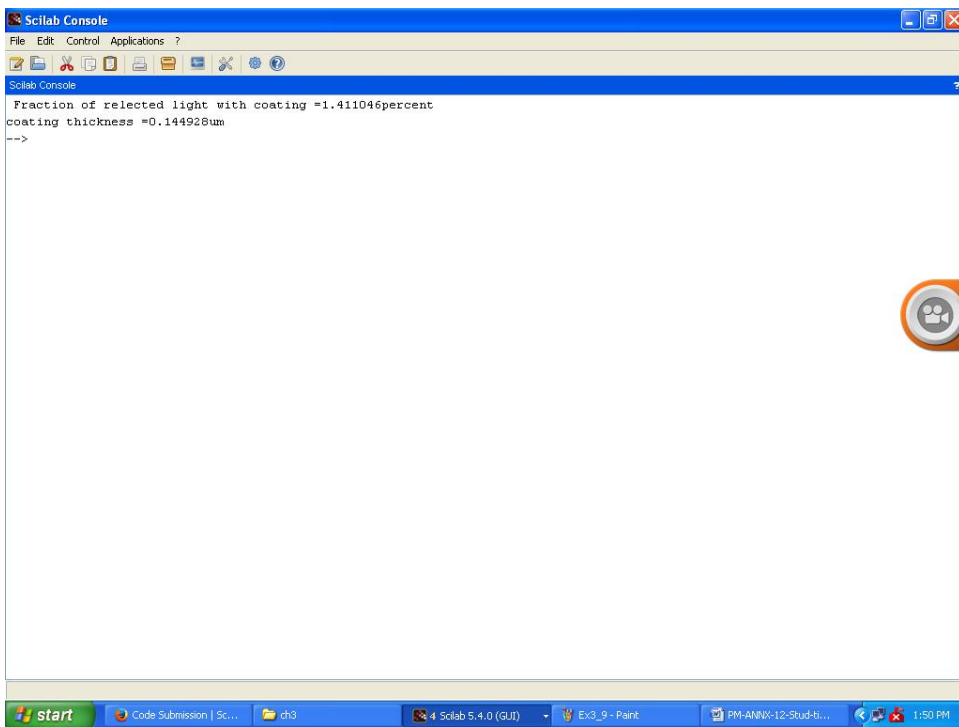 Scilab Console
File Edit Control Applications ?
Scilab Console ?
Fraction of relected light with coating =1.411046percent
coating thickness =0.144928um
-->
start Code Submission | Sc... ch3 4 Scilab 5.4.0 (GUI) Ex3_9 - Paint PM-ANNX-12-Stud-ti... 1:50 PM